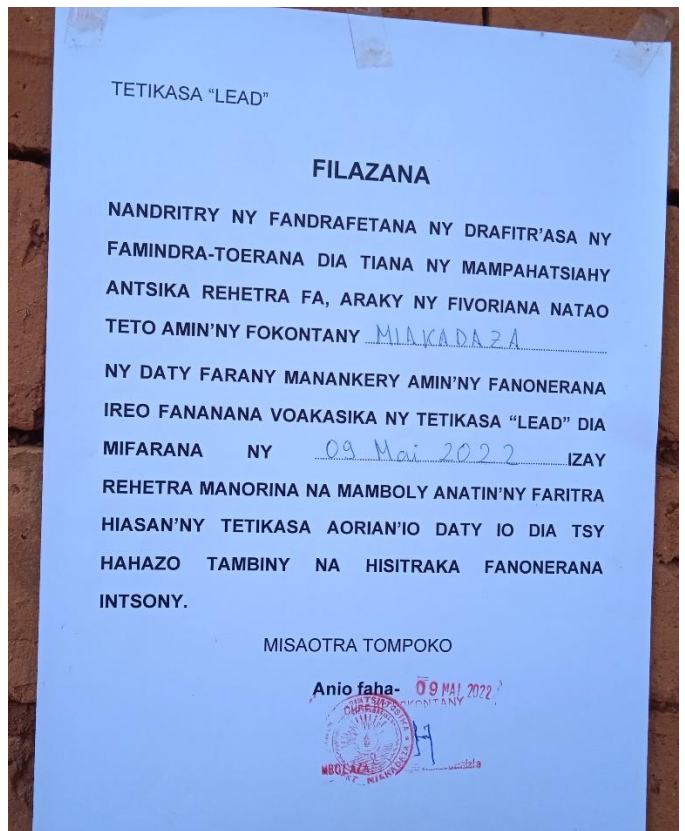 TETIKASA “LEAD”
FILAZANA
NANDRITRY NY FANDRAFETANA NY DRAFITR’ASA NY
FAMINDRA-TOERANA DIA TIANA NY MAMPAHATSIAHY
ANTSIKA REHETRA FA, ARAKY NY FIVORIANA NATAO
TETO AMIN’NY FOKONTANY MIAKADAZA
NY DATY FARANY MANANKERY AMIN’NY FANONERANA
IREO FANANANA VOAKASIKA NY TETIKASA “LEAD” DIA
MIFARANA NY 09 Mai 2022 IZAY
REHETRA MANORINA NA MAMBOLY ANATIN’NY FARITRA
HIASAN’NY TETIKASA AORIAN’IO DATY IO DIA TSY
HAHAZO TAMBINY NA HISITRAKA FANONERANA
INTSONY.
MISAOTRA TOMPOKO
Anio faha- 09 MAI 2022